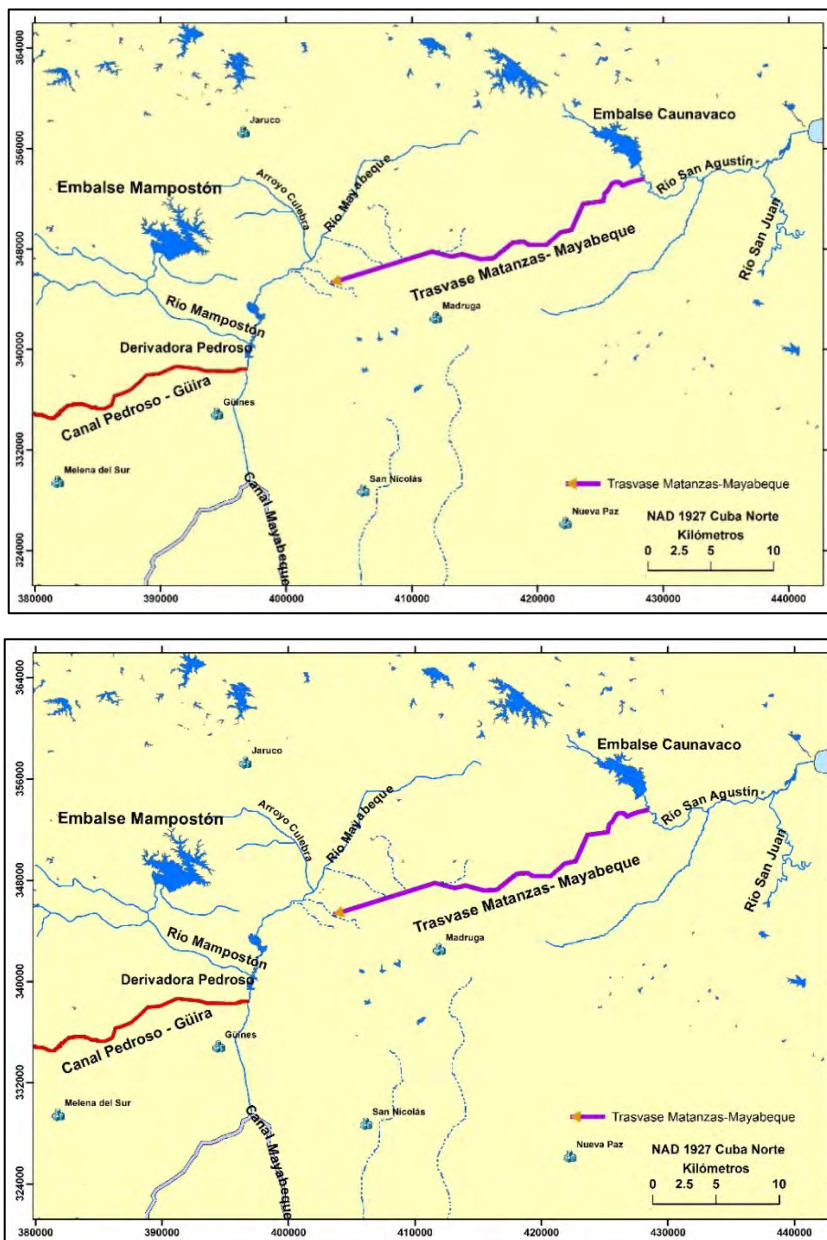 364000
Jaruco
Embalse Caunavaco
356000
Río San Agustín
Embalse Mampostón
Arroyo Culebra
Río Mayabeque
Río San Juan
348000
Trasvase Matanzas- Mayabeque
Río Mampostón
Madruga
340000
Derivadora Pedroso
Canal Pedroso - Güira
Güines
332000
Melena del Sur
Canal Mayabeque
San Nicolás
Trasvase Matanzas-Mayabeque
Nueva Paz
NAD 1927 Cuba Norte
Kilómetros
324000
0 2.5 5 10
380000 390000 400000 410000 420000 430000 440000
364000
Jaruco
Embalse Caunavaco
356000
Río San Agustín
Embalse Mampostón
Arroyo Culebra
Río Mayabeque
Río San Juan
348000
Trasvase Matanzas- Mayabeque
Río Mampostón
Madruga
340000
Derivadora Pedroso
Canal Pedroso - Güira
Güines
332000
Melena del Sur
Canal Mayabeque
San Nicolás
Trasvase Matanzas-Mayabeque
Nueva Paz
NAD 1927 Cuba Norte
Kilómetros
324000
0 2.5 5 10
380000 390000 400000 410000 420000 430000 440000